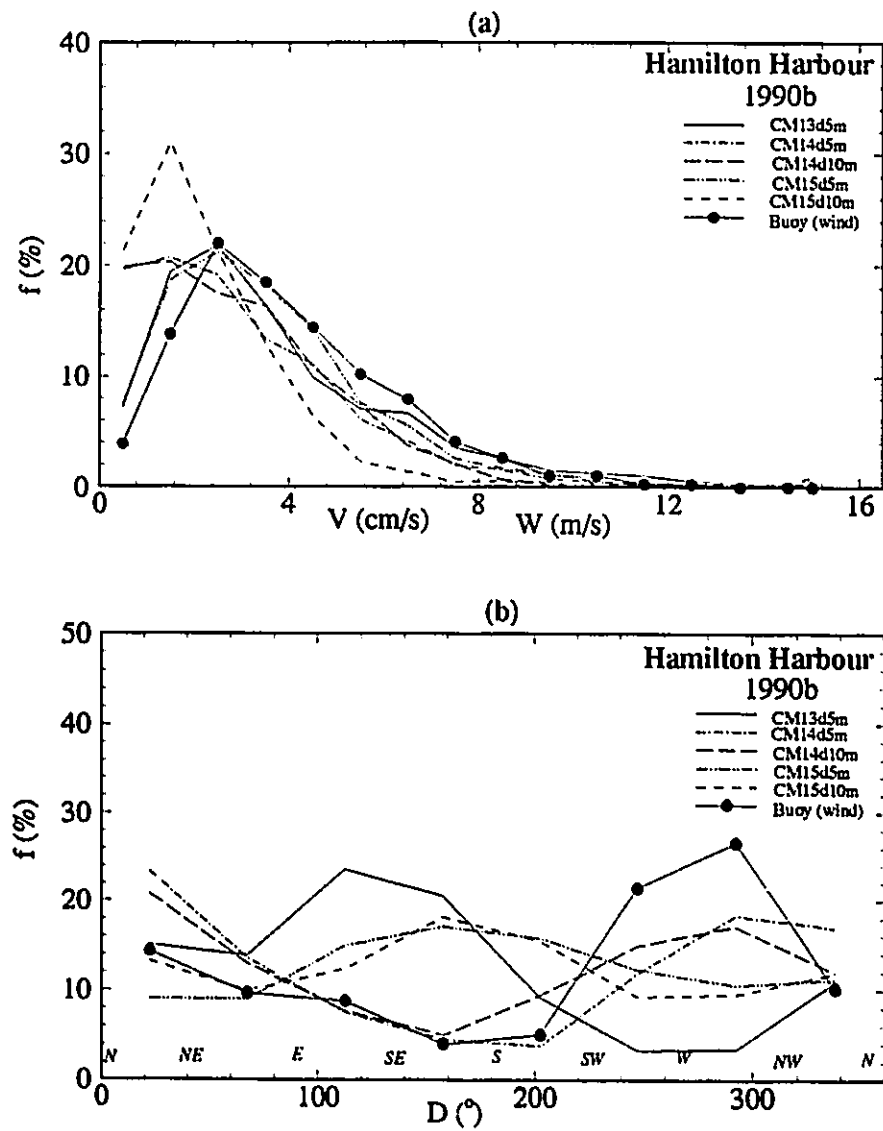 (a)
40
30
20
10
0
f (%)
Hamilton Harbour
1990b
CM13d5m
CM14d5m
CM14d10m
CM15d5m
CM15d10m
Buoy (wind)
0 4 8 12 16
V (cm/s) W (m/s)
(b)
50
40
30
20
10
0
f (%)
Hamilton Harbour
1990b
CM13d5m
CM14d5m
CM14d10m
CM15d5m
CM15d10m
Buoy (wind)
N NE E SE S SW W NW N
0 100 200 300
D (°)